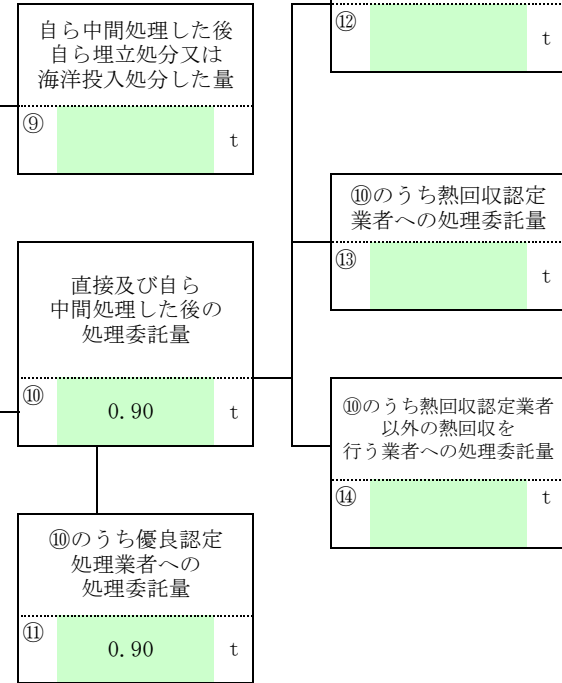 自ら中間処理した後
自ら埋立処分又は
海洋投入処分した量
⑨
t
直接及び自ら
中間処理した後の
処理委託量
⑩
0.90 t
⑩のうち優良認定
処理業者への
処理委託量
⑪
0.90 t
⑫
t
⑩のうち熱回収認定
業者への処理委託量
⑬
t
⑩のうち熱回収認定業者
以外の熱回収を
行う業者への処理委託量
⑭ t